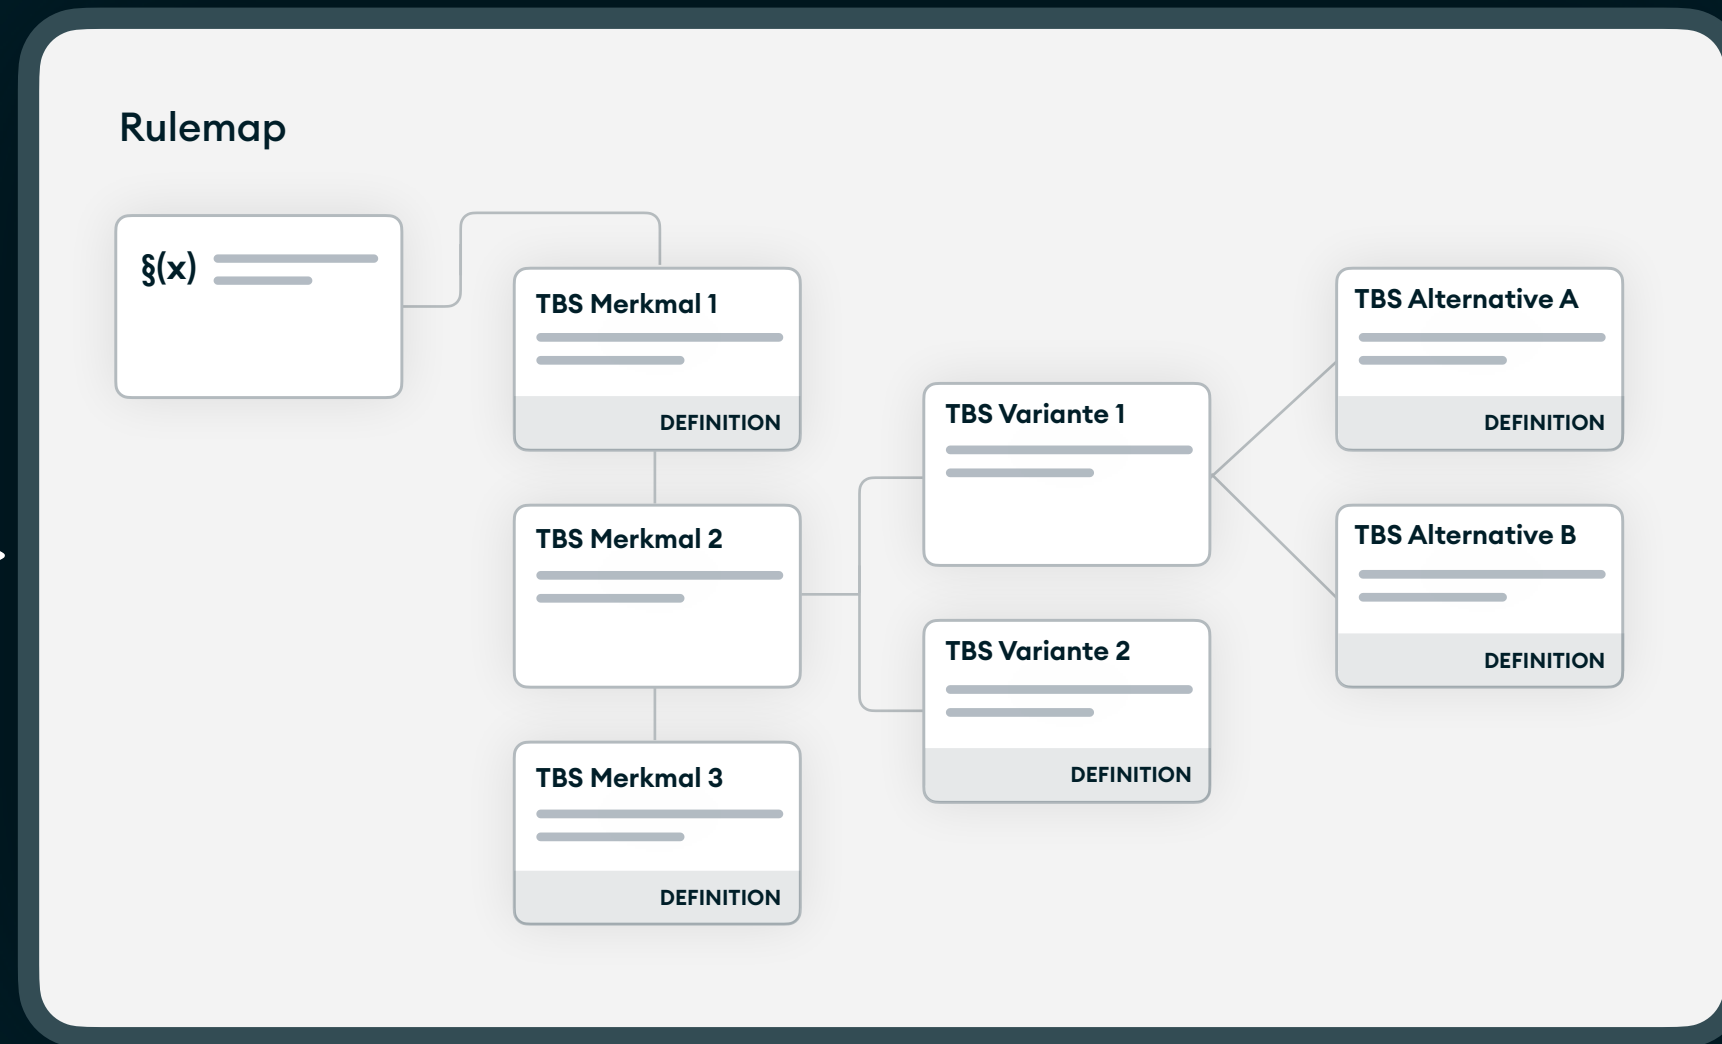 Rulemap
§(x)
TBS Merkmal 1
DEFINITION
TBS Merkmal 2
TBS Merkmal 3
DEFINITION
TBS Variante 1
TBS Variante 2
DEFINITION
TBS Alternative A
DEFINITION
TBS Alternative B
DEFINITION